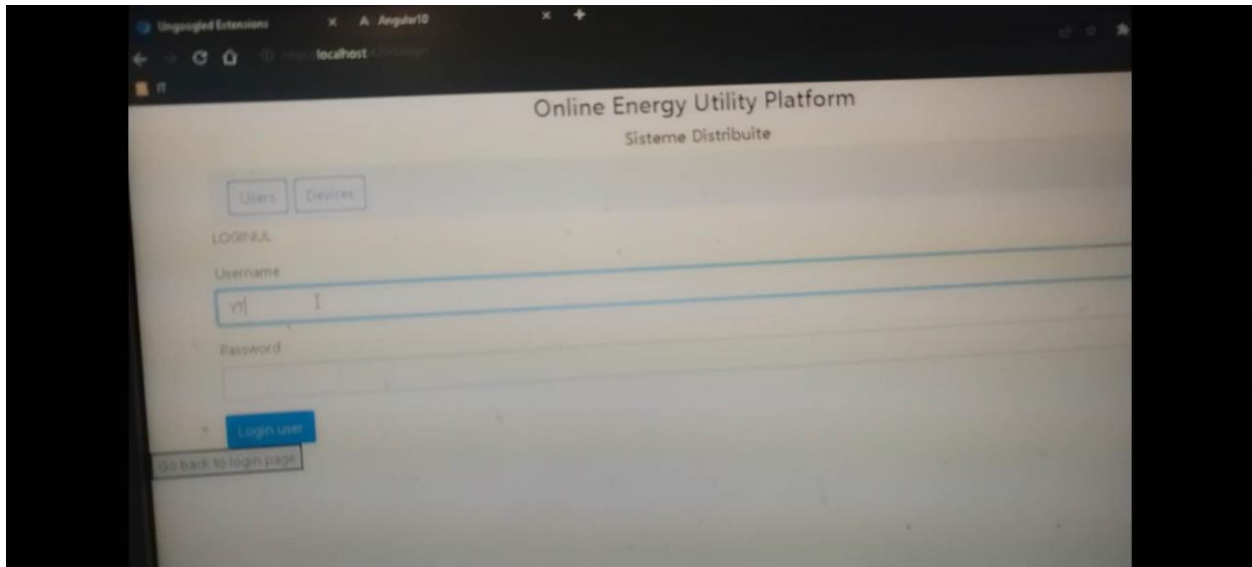 Ungoogled Extensions × A Angular10 × +
localhost
IT
Online Energy Utility Platform
Sisteme Distribuite
Users Devices
LOGINUL
Username
YT
Password
Login user
Go back to login page